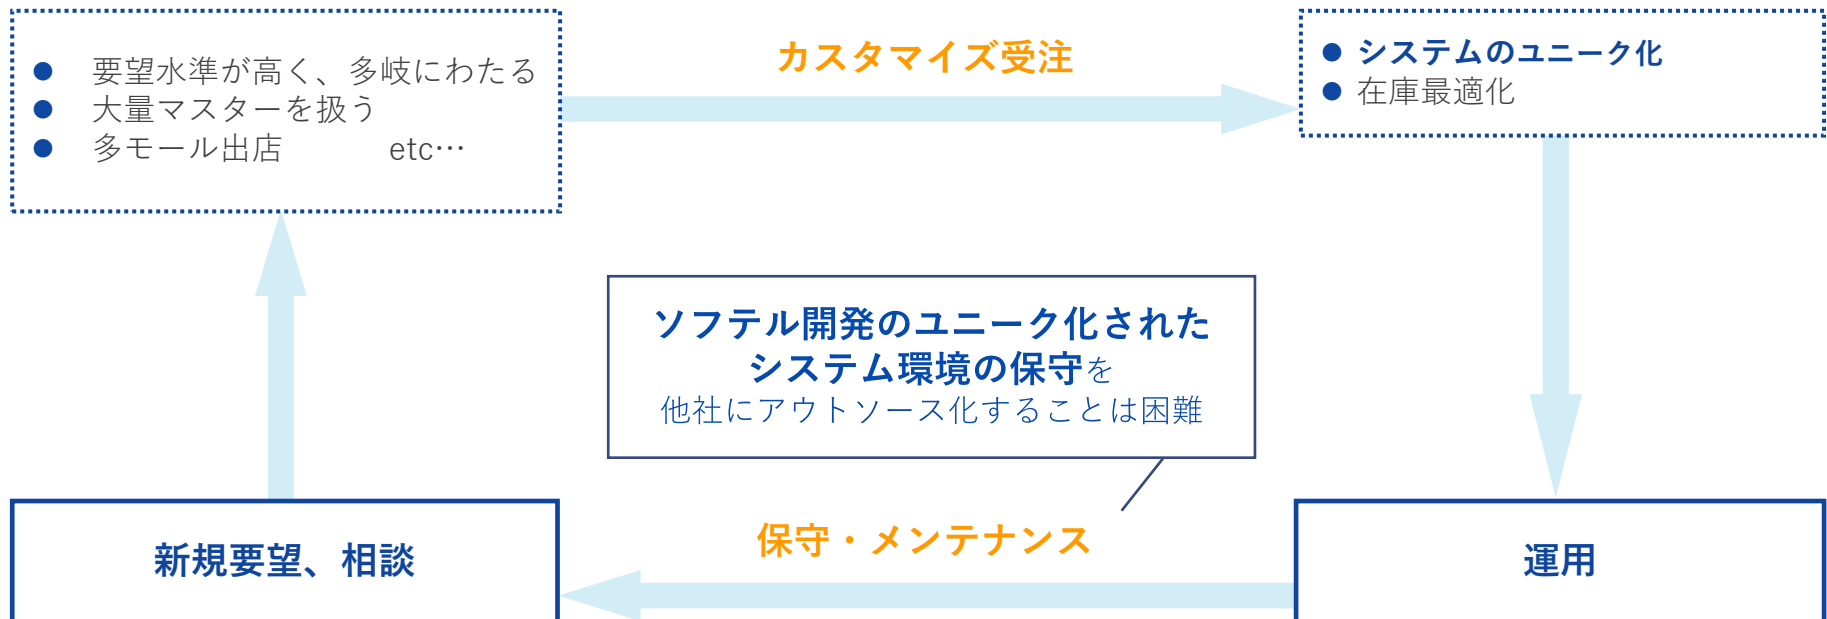 要望水準が高く、多岐にわたる
大量マスターを扱う
多モール出店 etc…
カスタマイズ受注
システムのユニーク化
在庫最適化
ソフテル開発のユニーク化された
システム環境の保守を
他社にアウトソース化することは困難
新規要望、相談
保守・メンテナンス
運用